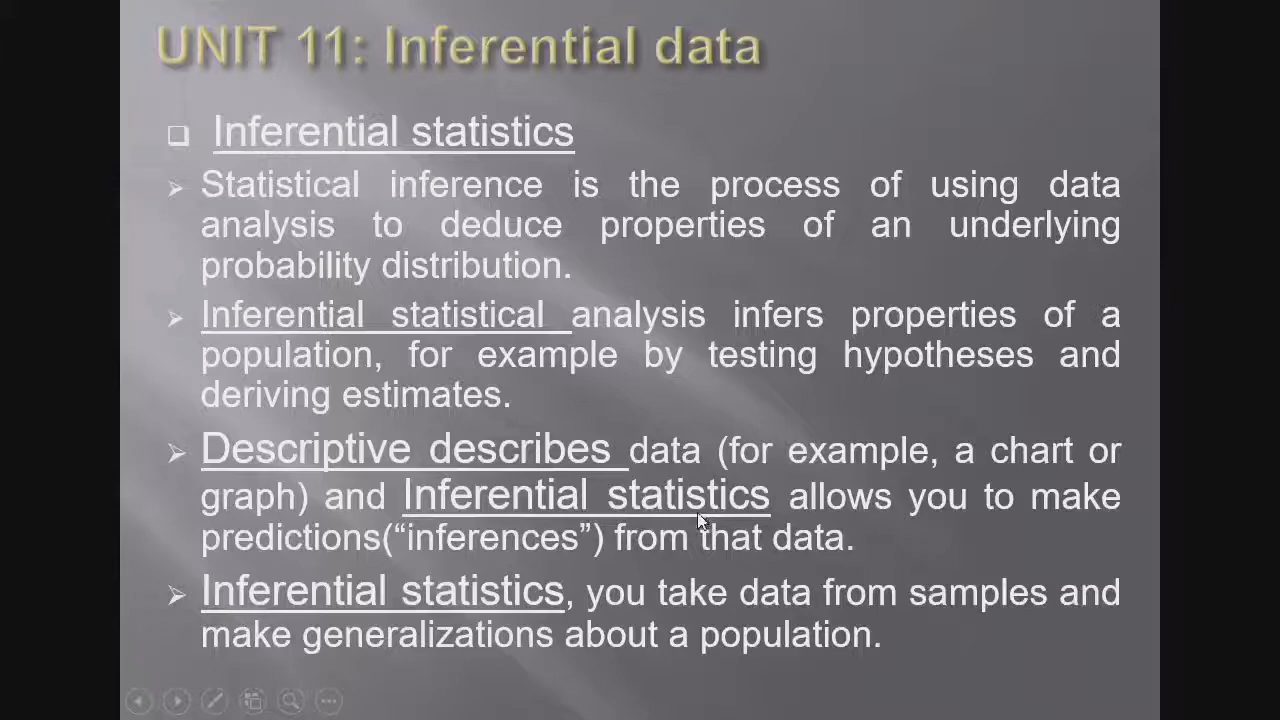 UNIT 11: Inferential data
Inferential statistics
Statistical inference is the process of using data
analysis to deduce properties of an underlying
probability distribution.
Inferential statistical analysis infers properties of a
population, for example by testing hypotheses and
deriving estimates.
Descriptive describes data (for example, a chart or
graph) and Inferential statistics allows you to make
predictions(“inferences”) from that data.
Inferential statistics, you take data from samples and
make generalizations about a population.